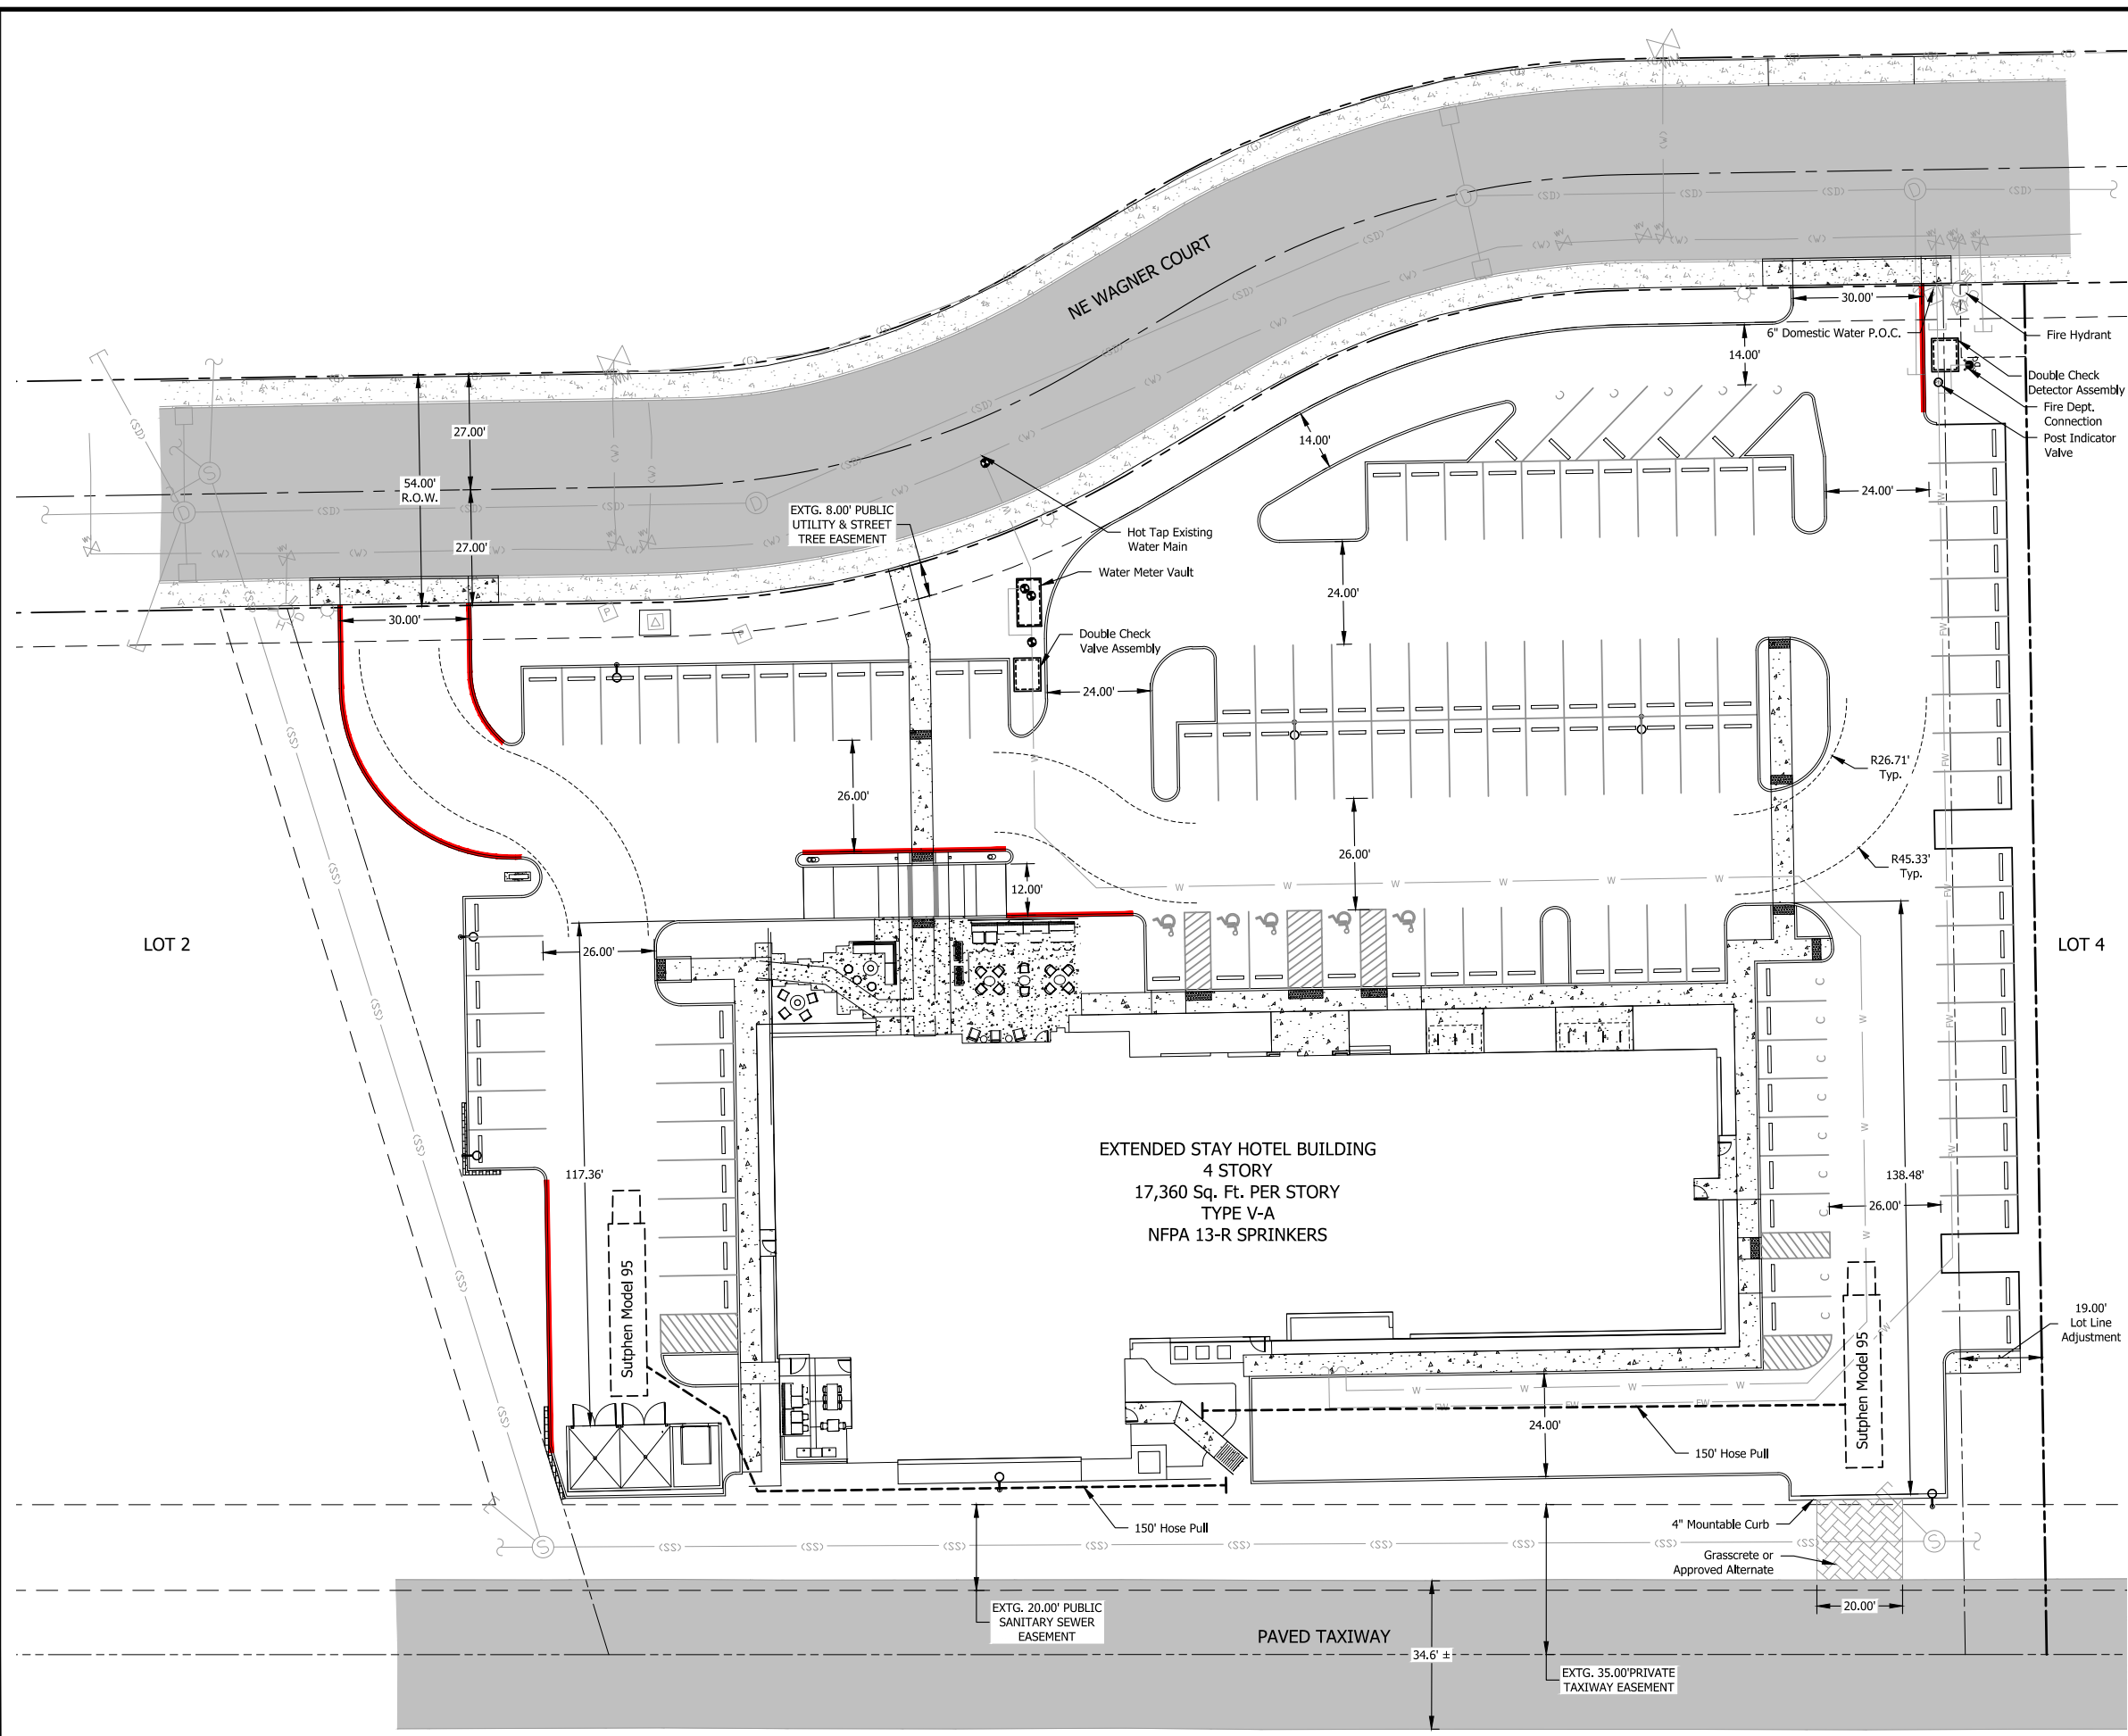 NE WAGNER COURT
30.00'
6" Domestic Water P.O.C.
Fire Hydrant
14.00'
Double Check
Detector Assembly
Fire Dept.
Connection
Post Indicator
Valve
27.00'
14.00'
54.00'
R.O.W.
24.00'
EXTG. 8.00' PUBLIC
UTILITY & STREET
TREE EASEMENT
Hot Tap Existing
Water Main
27.00'
Water Meter Vault
24.00'
30.00'
Double Check
Valve Assembly
24.00'
R26.71'
Typ.
26.00'
26.00'
R45.33'
Typ.
12.00'
LOT 2
26.00'
LOT 4
EXTENDED STAY HOTEL BUILDING
4 STORY
17,360 Sq. Ft. PER STORY
TYPE V-A
NFPA 13-R SPRINKERS
117.36'
138.48'
26.00'
Sutphen Model 95
Sutphen Model 95
19.00'
Lot Line
Adjustment
24.00'
150' Hose Pull
150' Hose Pull
4" Mountable Curb
Grasscrete or
Approved Alternate
20.00'
EXTG. 20.00' PUBLIC
SANITARY SEWER
EASEMENT
PAVED TAXIWAY
34.6' ±
EXTG. 35.00'PRIVATE
TAXIWAY EASEMENT